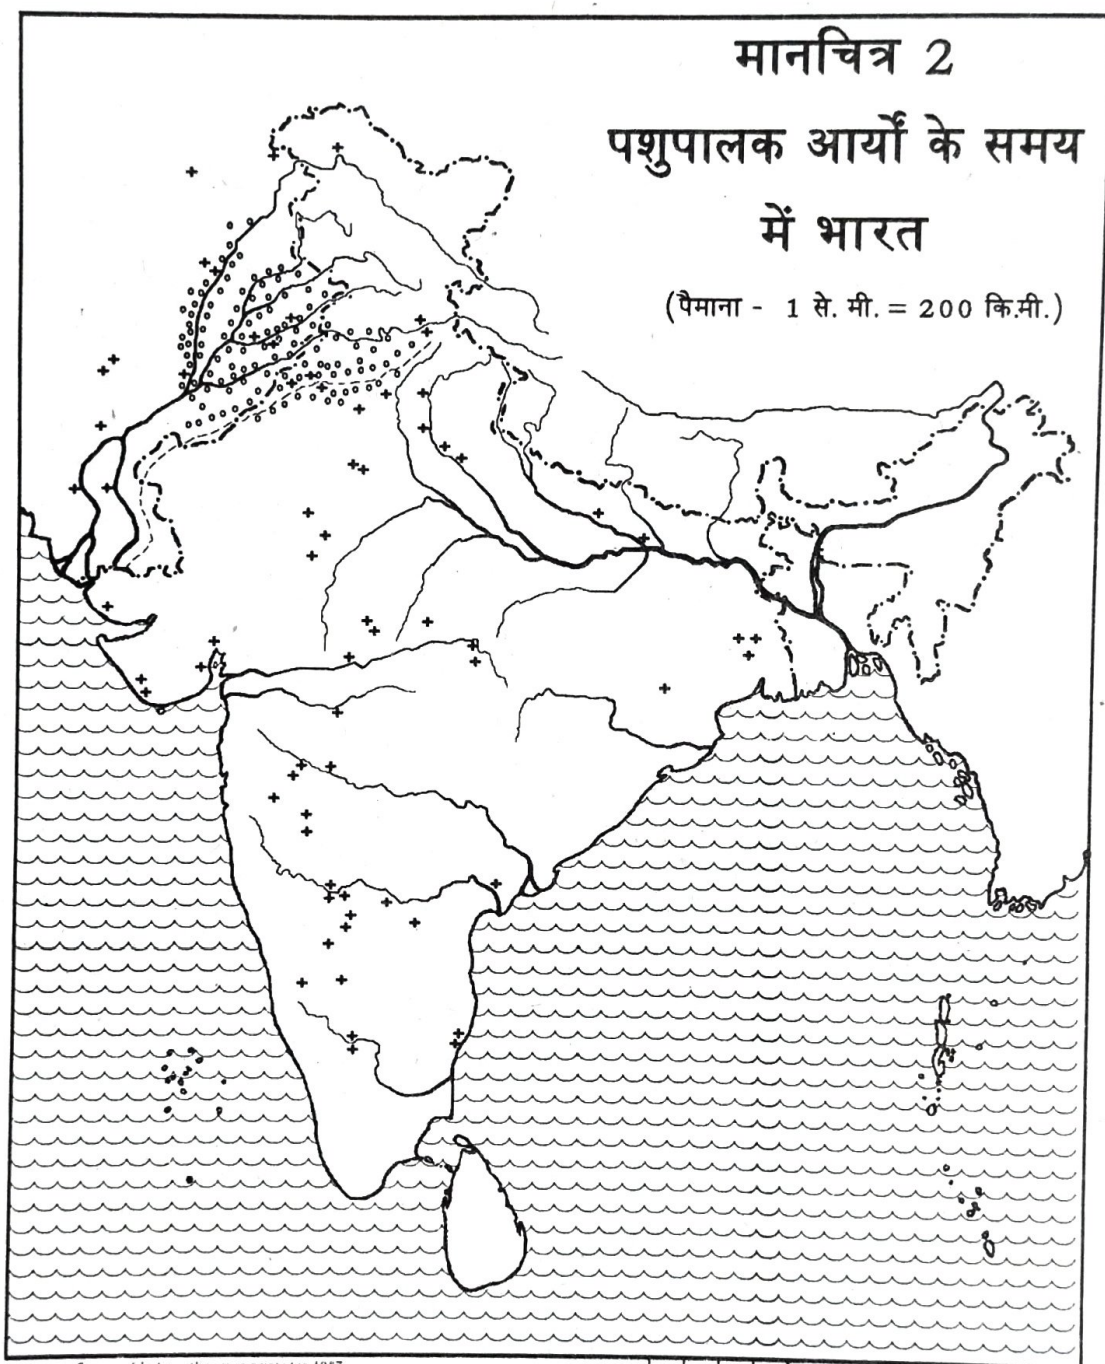 मानचित्र 2
पशुपालक आर्यों के समय
में भारत
(पैमाना - 1 से. मी. = 200 कि.मी.)